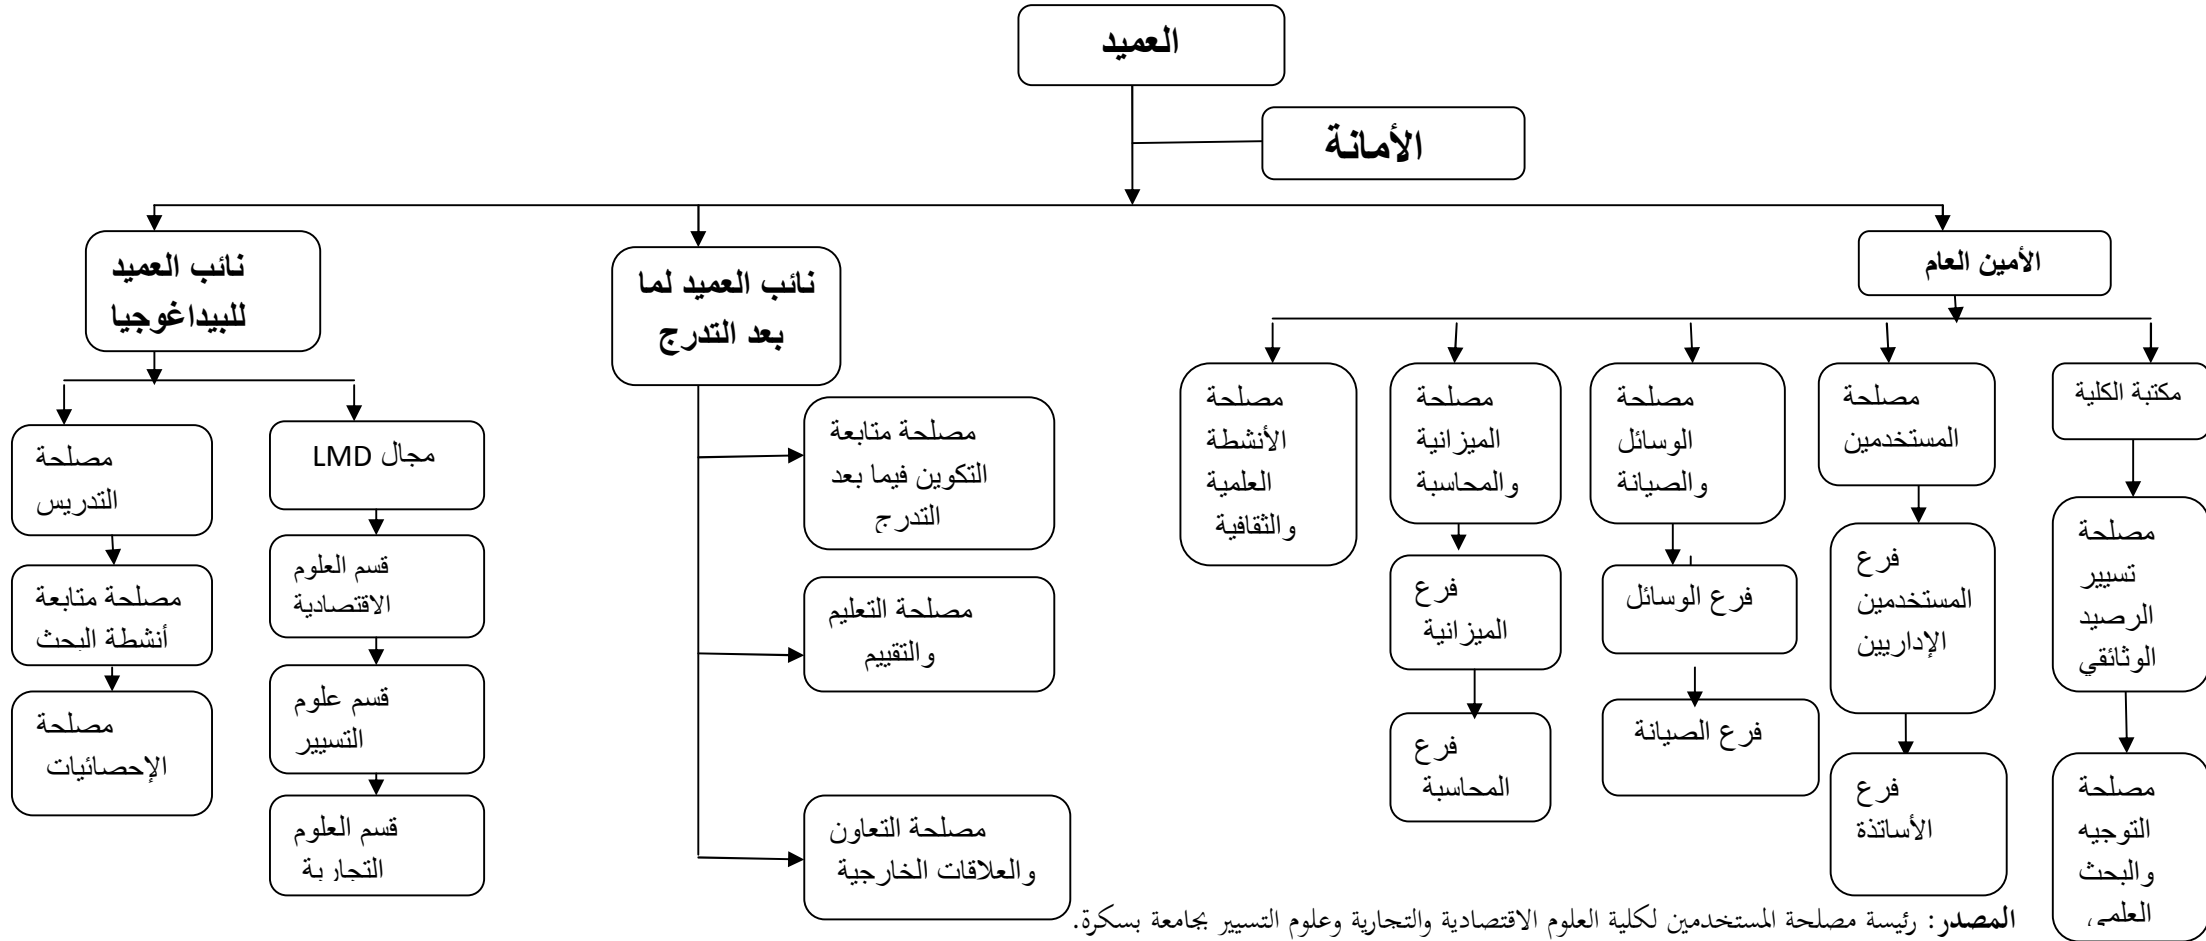 العميد
الأمانة
الأمين العام
نائب العميد لما
بعد التدرج
نائب العميد
للبيداغوجيا
مكتبة الكلية
مصلحة
تسيير
الرصيد
الوثائقي
مصلحة
التوجيه
والبحث
العلمي
مصلحة
المستخدمين
فرع
المستخدمين
الإداريين
فرع
الأساتذة
مصلحة
الوسائل
والصيانة
فرع الوسائل
فرع الصيانة
مصلحة
الميزانية
والمحاسبة
فرع
الميزانية
فرع
المحاسبة
مصلحة
الأنشطة
العلمية
والثقافية
مصلحة متابعة
التكوين فيما بعد
التدرج
مصلحة التعليم
والتقييم
مصلحة التعاون
والعلاقات الخارجية
مجال LMD
قسم العلوم
الاقتصادية
قسم علوم
التسيير
قسم العلوم
التجارية
مصلحة
التدريس
مصلحة متابعة
أنشطة البحث
مصلحة
الإحصائيات
المصدر: رئيسة مصلحة المستخدمين لكلية العلوم الاقتصادية والتجارية وعلوم التسيير بجامعة بسكرة.